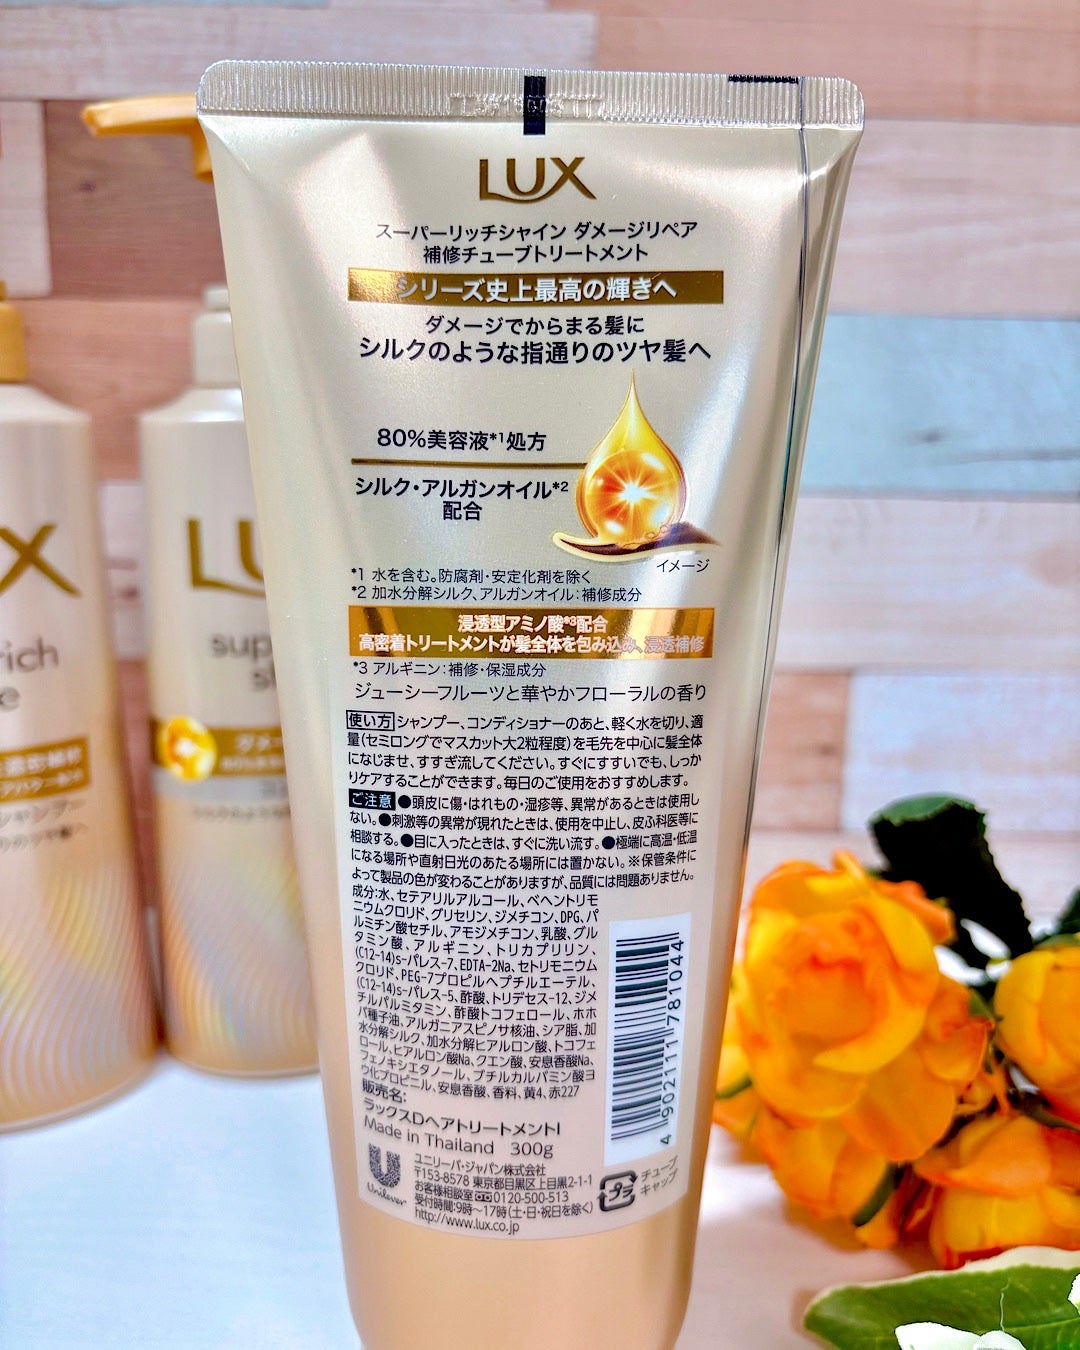 LUX
スーパーリッチシャイン ダメージリペア
補修チューブトリートメント
シリーズ史上最高の輝きへ
ダメージでからまる髪に
シルクのような指通りのツヤ髪へ
80%美容液*1処方
シルク・アルガンオイル*2
配合
イメージ
*1 水を含む。防腐剤・安定化剤を除く
*2 加水分解シルク、アルガンオイル:補修成分
浸透型アミノ酸*3配合
高密着トリートメントが髪全体を包み込み、浸透補修
*3 アルギニン:補修・保湿成分
ジューシーフルーツと華やかフローラルの香り
使い方 シャンプー、コンディショナーのあと、軽く水を切り、適
量(セミロングでマスカット大2粒程度)を毛先を中心に髪全体
になじませ、すすぎ流してください。すぐにすすいでも、しっか
りケアすることができます。毎日のご使用をおすすめします。
ご注意 ●頭皮に傷・はれもの・湿疹等、異常があるときは使用し
ない。●刺激等の異常が現れたときは、使用を中止し、皮ふ科医等に
相談する。●目に入ったときは、すぐに洗い流す。●極端に高温・低温
になる場所や直射日光のあたる場所には置かない。※保管条件に
よって製品の色が変わることがありますが、品質には問題ありません。
成分:水、セテアリルアルコール、ベヘントリモ
ニウムクロリド、グリセリン、ジメチコン、DPG、パ
ルミチン酸セチル、アモジメチコン、乳酸、グル
タミン酸、アルギニン、トリカプリリン、
(C12-14)s-パレス-7、EDTA-2Na、セトリモニウム
クロリド、PEG-7プロピルヘプチルエーテル、
(C12-14)s-パレス-5、酢酸、トリデセス-12、ジメ
チルパルミタミン、酢酸トコフェロール、ホホ
バ種子油、アルガニアスピノサ核油、シア脂、加
水分解シルク、加水分解ヒアルロン酸、トコフェ
ロール、ヒアルロン酸Na、クエン酸、安息香酸Na、
フェノキシエタノール、ブチルカルバミン酸ヨ
ウ化プロピニル、安息香酸、香料、黄4、赤227
販売名:
ラックスDヘアトリートメントI
Made in Thailand 300g
4 902111 781044
Unilever
ユニリーバ・ジャパン株式会社
〒153-8578 東京都目黒区上目黒2-1-1
お客様相談室 0120-500-513
受付時間:9時〜17時(土・日・祝日を除く)
http://www.lux.co.jp
プラ
チューブ
キャップ
X
rich
LU
sup